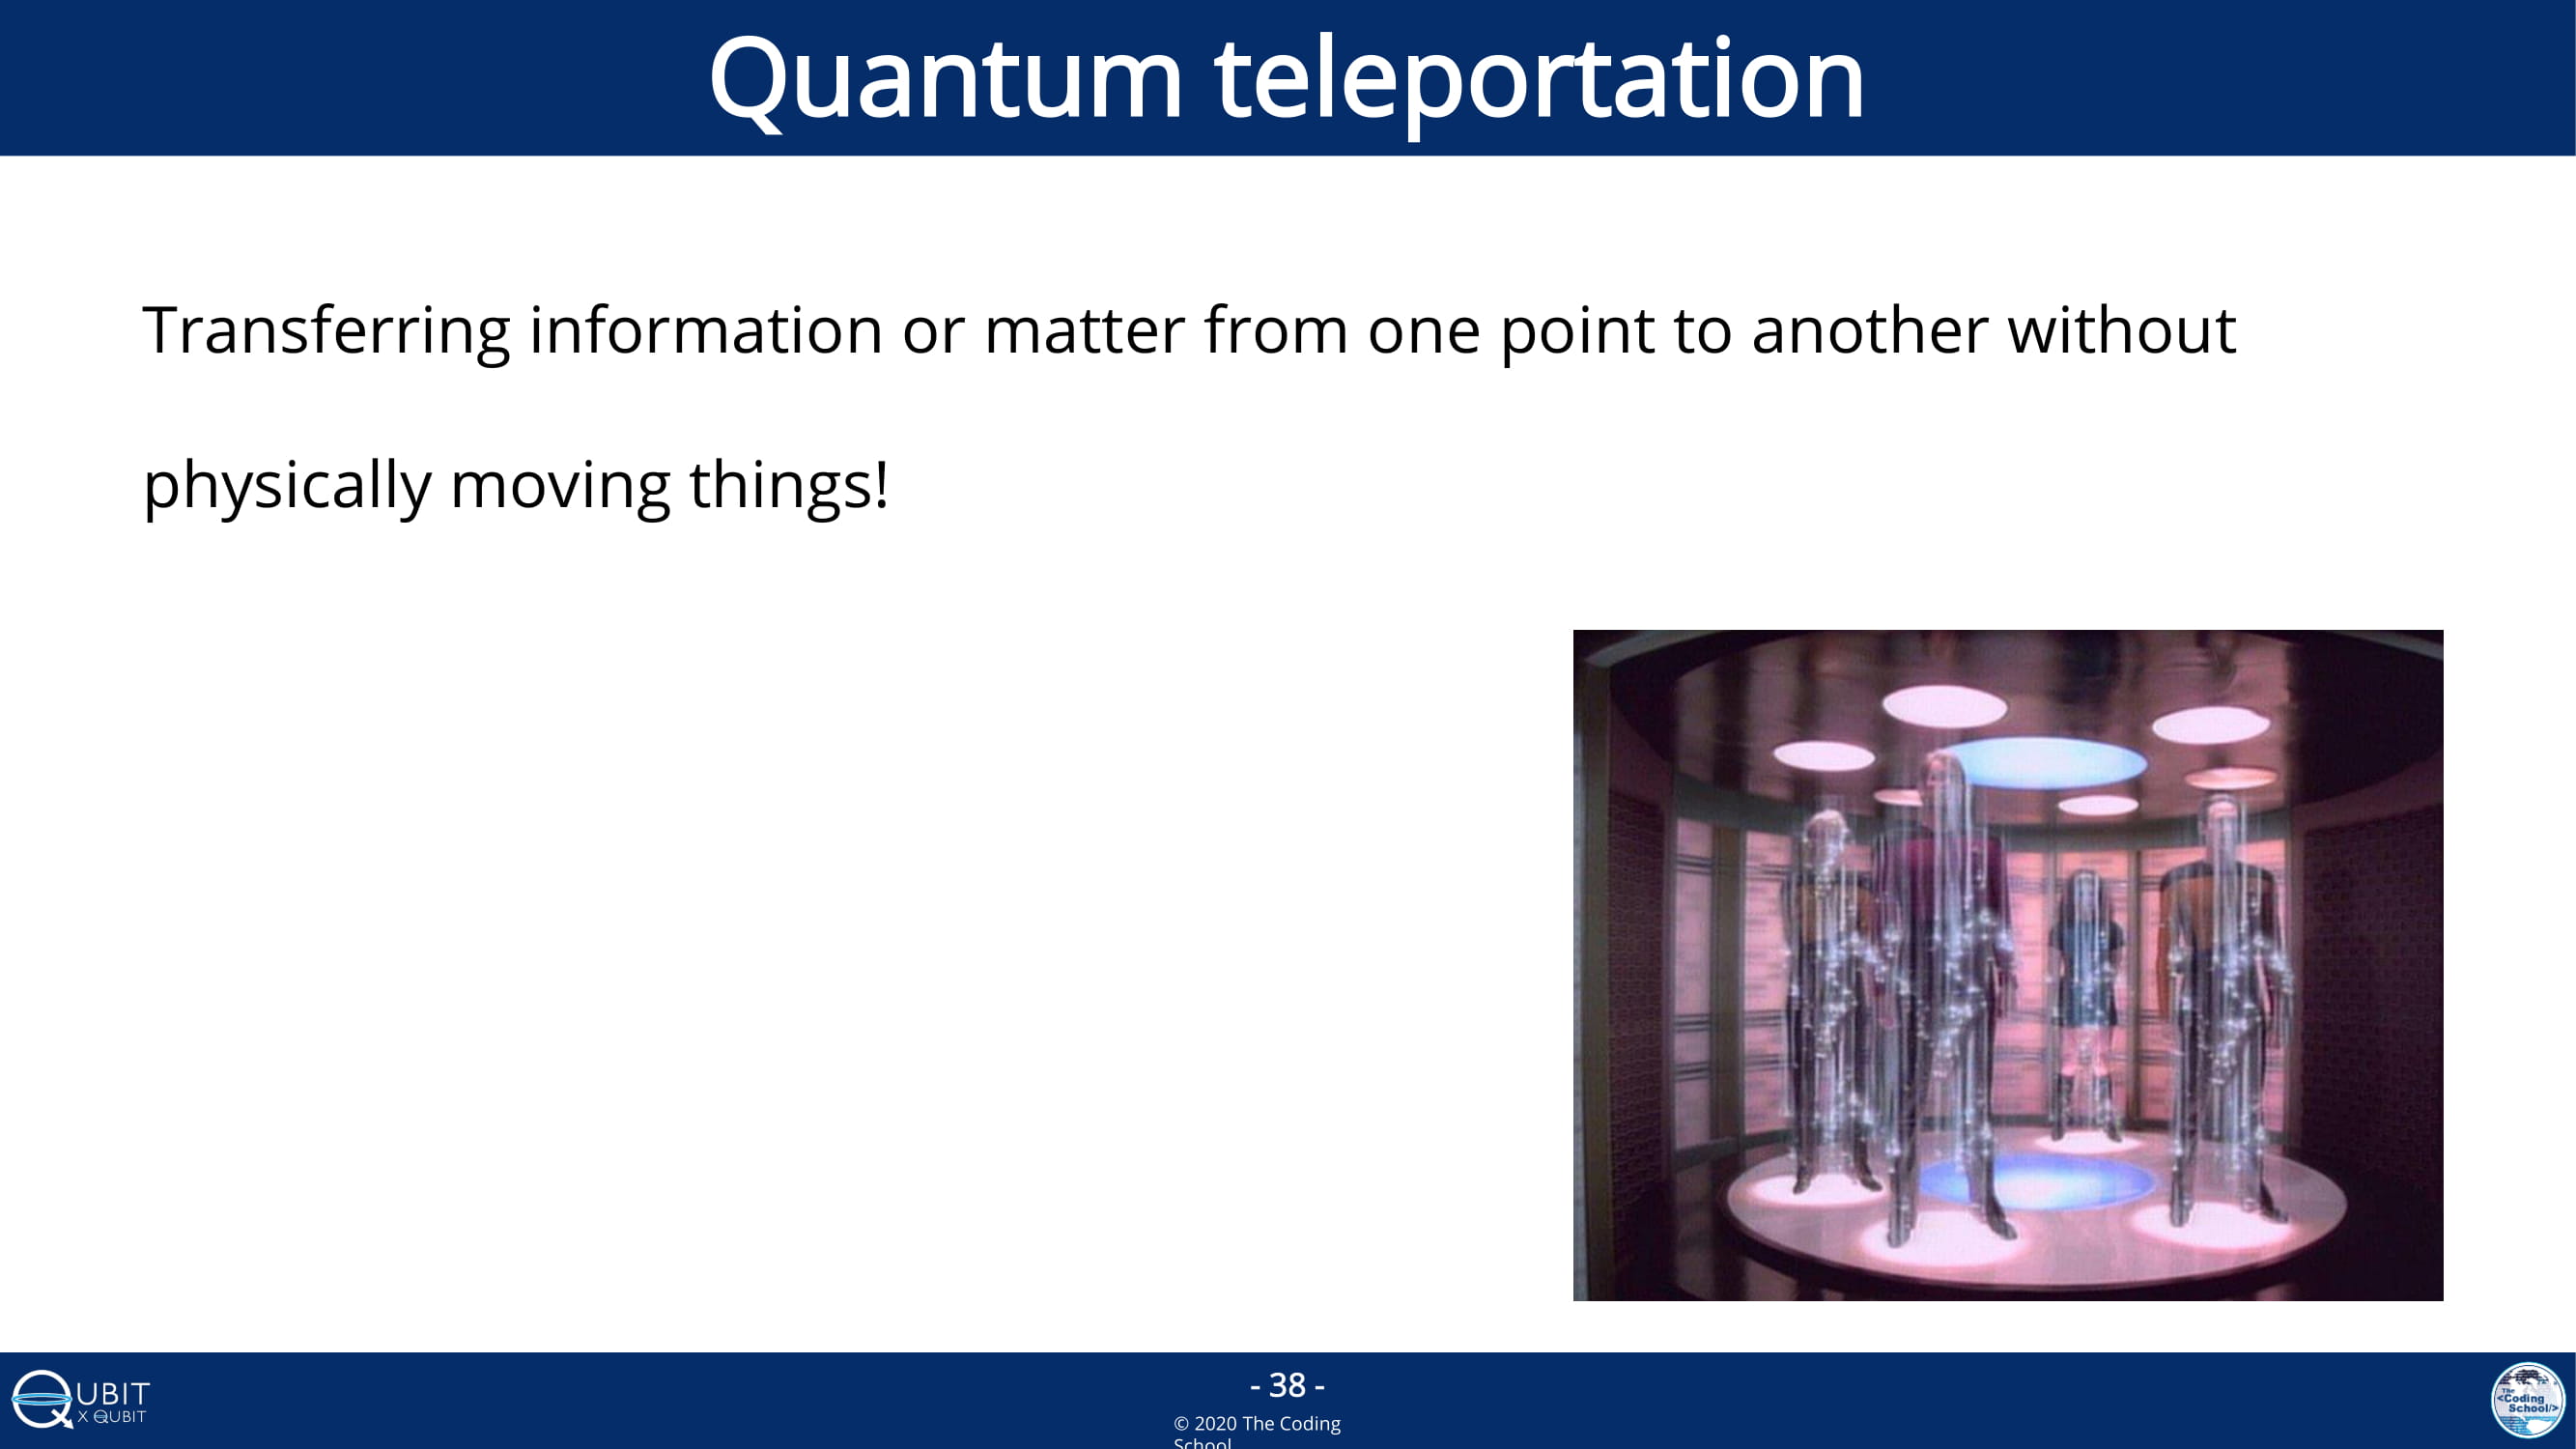 Quantum teleportation
Transferring information or matter from one point to another without
physically moving things!
QUBIT
X QUBIT
- 38 -
© 2020 The Coding
School
The
<Coding
School/>